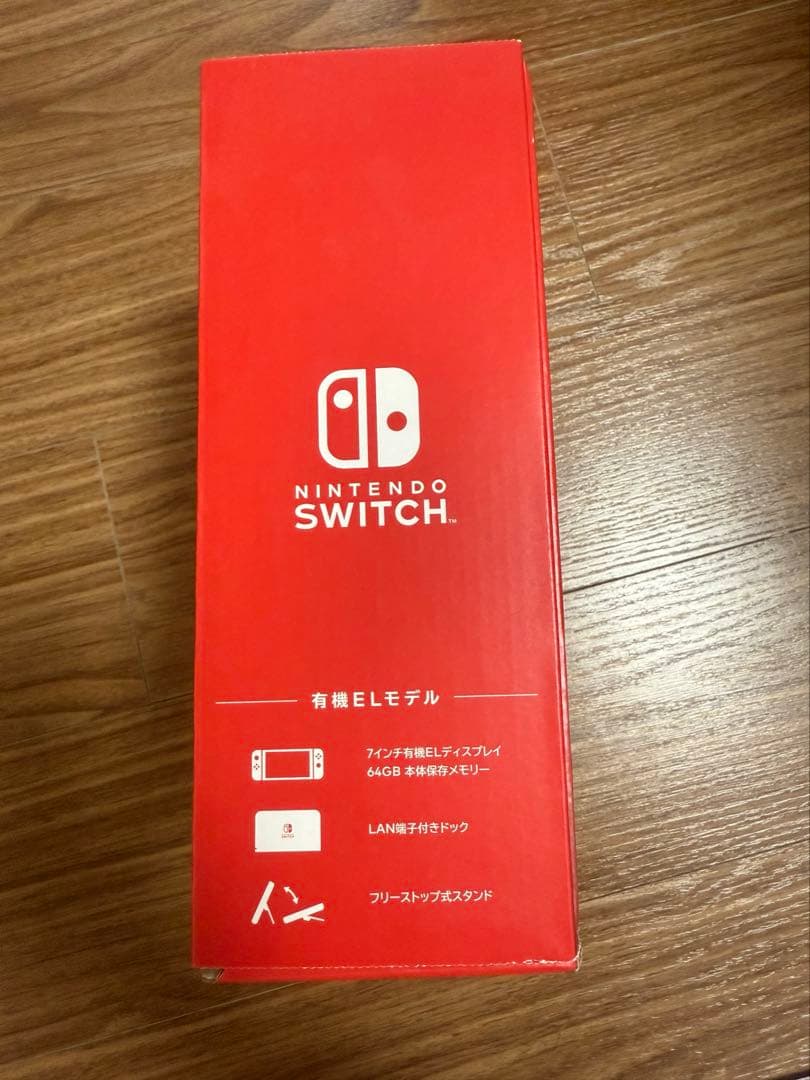 NINTENDO
SWITCH™
有機ELモデル
7インチ有機ELディスプレイ
64GB 本体保存メモリー
LAN端子付きドック
フリーストップ式スタンド